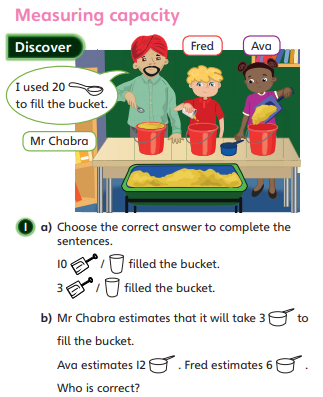 Measuring capacity
Discover
Fred
Ava
I used 20
to fill the bucket.
Mr Chabra
1 a) Choose the correct answer to complete the
sentences.
10 / filled the bucket.
3 / filled the bucket.
b) Mr Chabra estimates that it will take 3 to
fill the bucket.
Ava estimates 12 . Fred estimates 6 .
Who is correct?